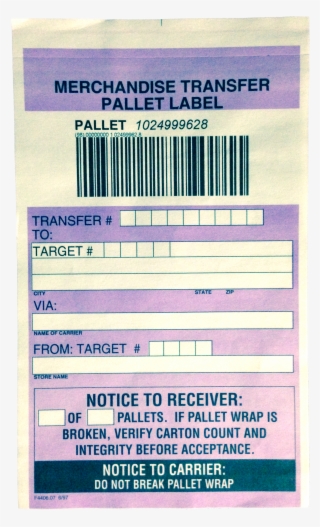 MERCHANDISE TRANSFER
PALLET LABEL
PALLET 1024999628
TRANSFER #
TO:
TARGET #
CITY STATE ZIP
VIA:
NAME OF CARRIER
FROM: TARGET #
STORE NAME
NOTICE TO RECEIVER:
OF PALLETS. IF PALLET WRAP IS
BROKEN, VERIFY CARTON COUNT AND
INTEGRITY BEFORE ACCEPTANCE.
NOTICE TO CARRIER:
DO NOT BREAK PALLET WRAP